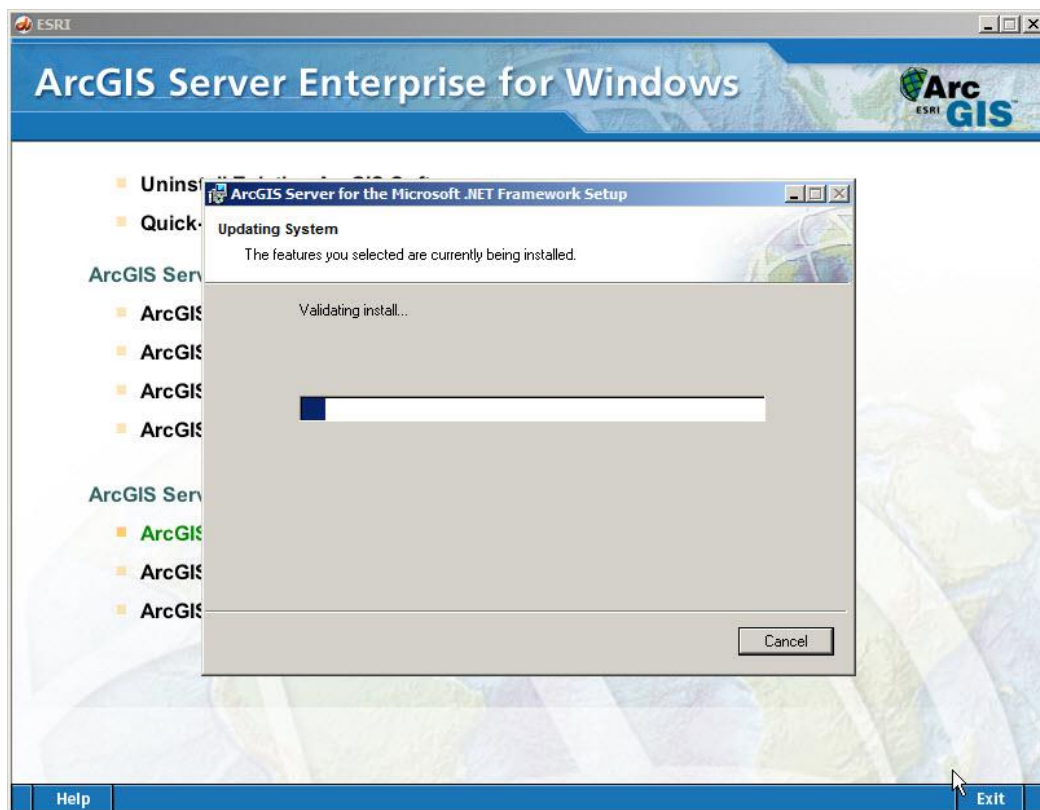 ESRI
ArcGIS Server Enterprise for Windows
ESRI Arc GIS™
Uninst
ArcGIS Server for the Microsoft .NET Framework Setup
Quick-
Updating System
The features you selected are currently being installed.
ArcGIS Serv
ArcGIS
Validating install...
ArcGIS
ArcGIS
ArcGIS
ArcGIS Serv
ArcGIS
ArcGIS
ArcGIS
Cancel
Help
Exit